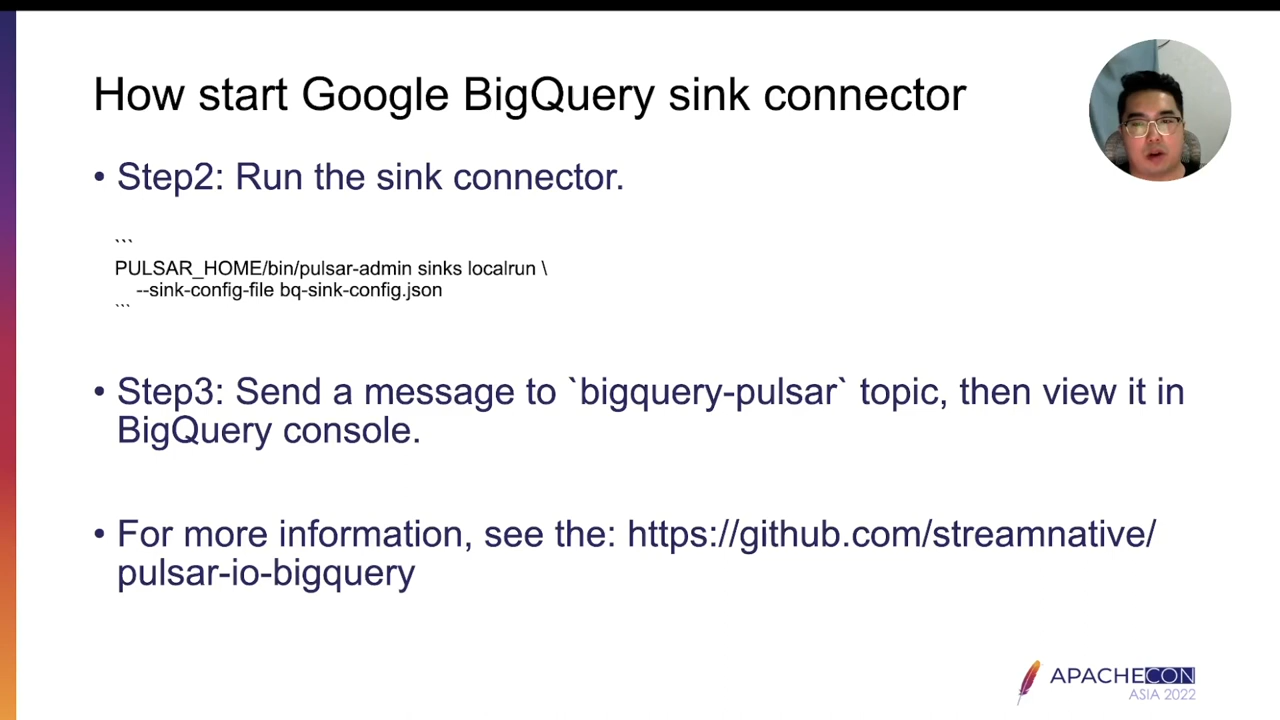 How start Google BigQuery sink connector
• Step2: Run the sink connector.
```
PULSAR_HOME/bin/pulsar-admin sinks localrun \
--sink-config-file bq-sink-config.json
```
• Step3: Send a message to `bigquery-pulsar` topic, then view it in
BigQuery console.
• For more information, see the: https://github.com/streamnative/
pulsar-io-bigquery
APACHECON
ASIA 2022